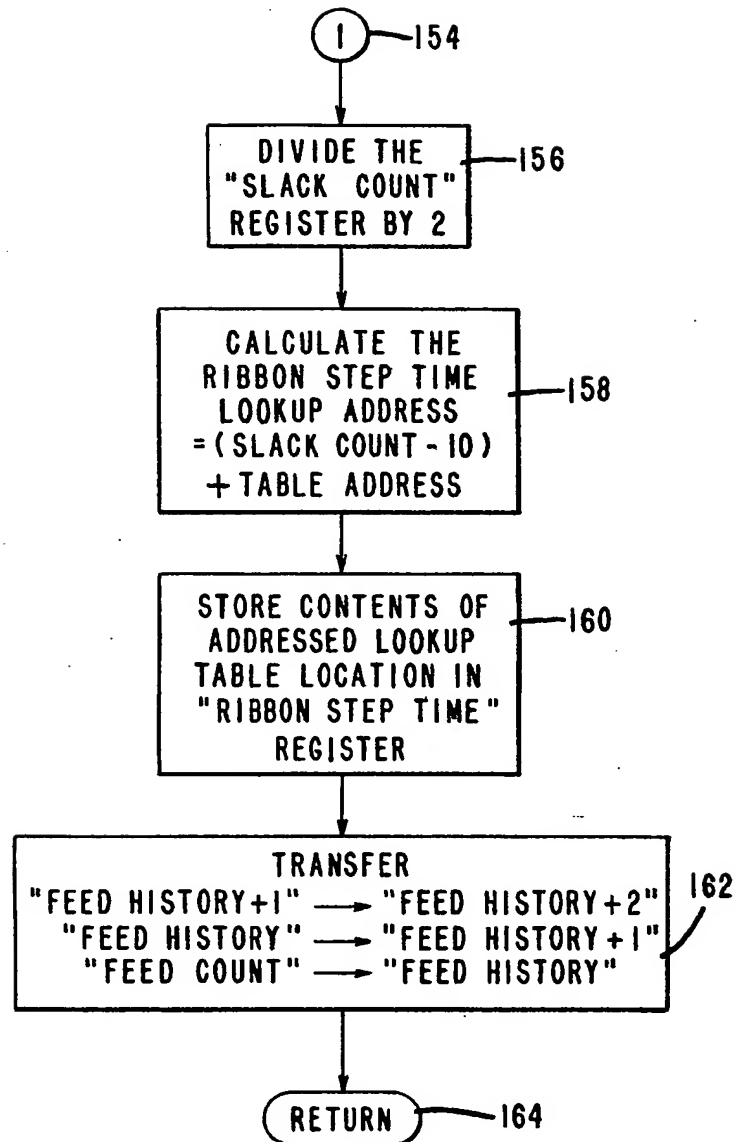 1 154
DIVIDE THE
"SLACK COUNT"
REGISTER BY 2
156
CALCULATE THE
RIBBON STEP TIME
LOOKUP ADDRESS
=(SLACK COUNT-10)
+ TABLE ADDRESS
158
STORE CONTENTS OF
ADDRESSED LOOKUP
TABLE LOCATION IN
"RIBBON STEP TIME"
REGISTER
160
TRANSFER
"FEED HISTORY+1" → "FEED HISTORY+2"
"FEED HISTORY" → "FEED HISTORY+1"
"FEED COUNT" → "FEED HISTORY"
162
RETURN 164